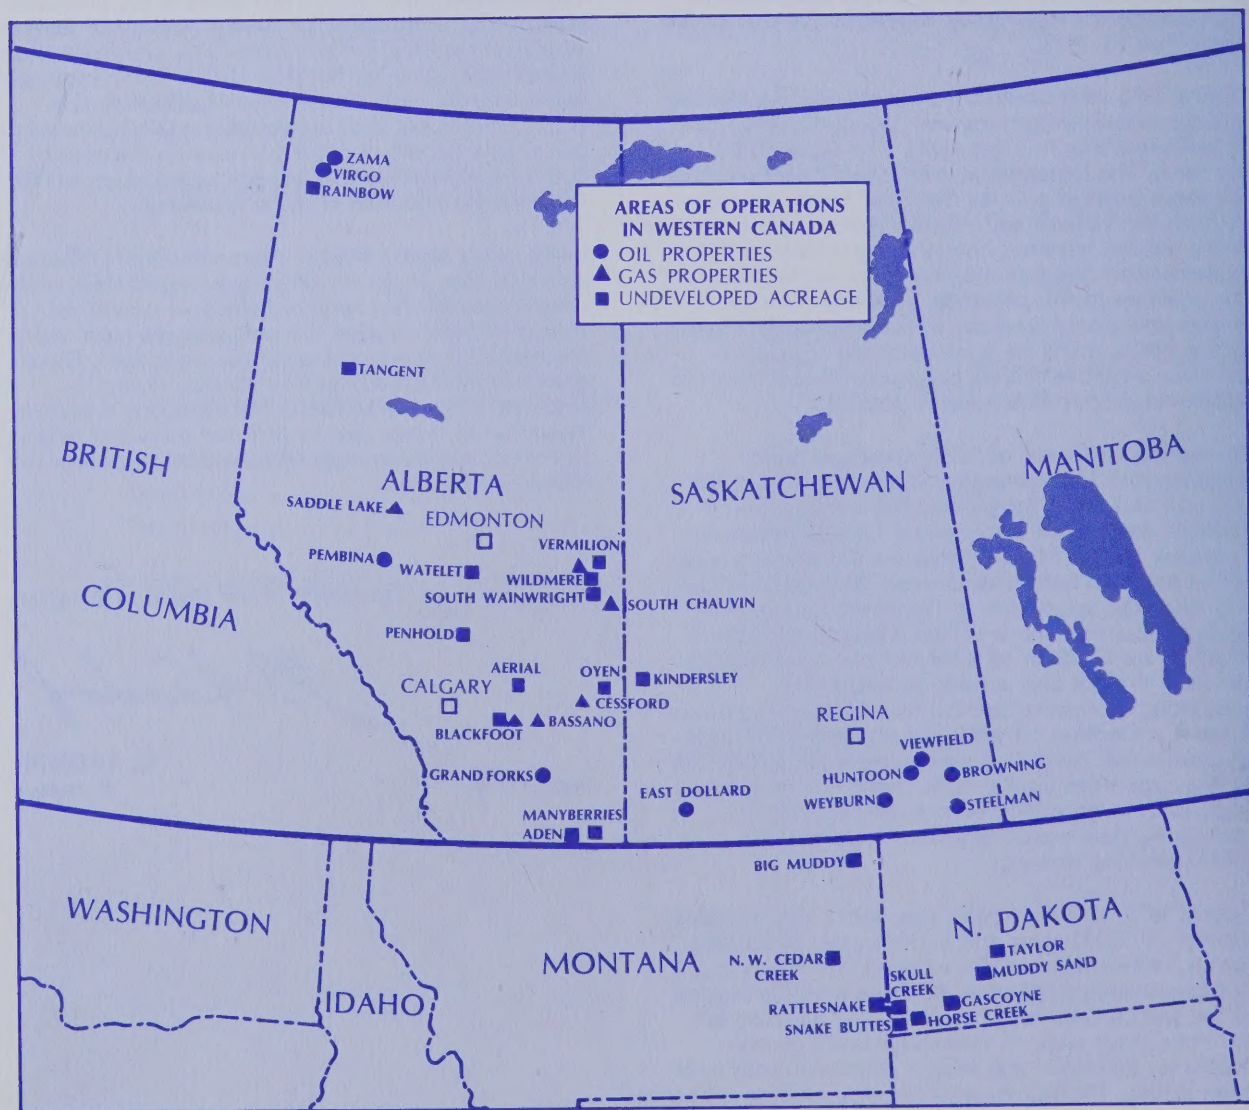 ZAMA
VIRGO
RAINBOW
AREAS OF OPERATIONS
IN WESTERN CANADA
OIL PROPERTIES
GAS PROPERTIES
UNDEVELOPED ACREAGE
TANGENT
BRITISH
COLUMBIA
ALBERTA
SASKATCHEWAN
MANITOBA
SADDLE LAKE
EDMONTON
PEMBINA
WATELET
VERMILION
WILDMERE
SOUTH WAINWRIGHT
SOUTH CHAUVIN
PENHOLD
AERIAL
OYEN
KINDERSLEY
CALGARY
CESSFORD
BLACKFOOT
BASSANO
REGINA
VIEWFIELD
GRAND FORKS
HUNTOON
BROWNING
EAST DOLLARD
WEYBURN
STEELMAN
MANYBERRIES
ADEN
BIG MUDDY
WASHINGTON
IDAHO
MONTANA
N. DAKOTA
N.W. CEDAR
CREEK
TAYLOR
MUDDY SAND
SKULL
CREEK
RATTLESNAKE
GASCOYNE
SNAKE BUTTES
HORSE CREEK